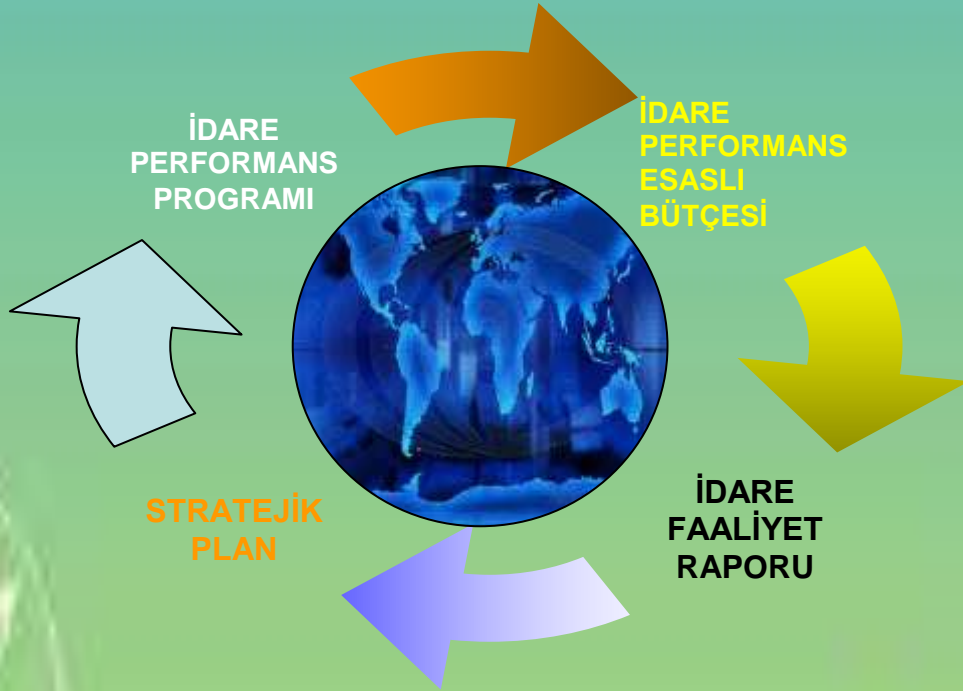 İDARE
PERFORMANS
PROGRAMI
İDARE
PERFORMANS
ESASLI
BÜTÇESİ
STRATEJİK
PLAN
İDARE
FAALİYET
RAPORU